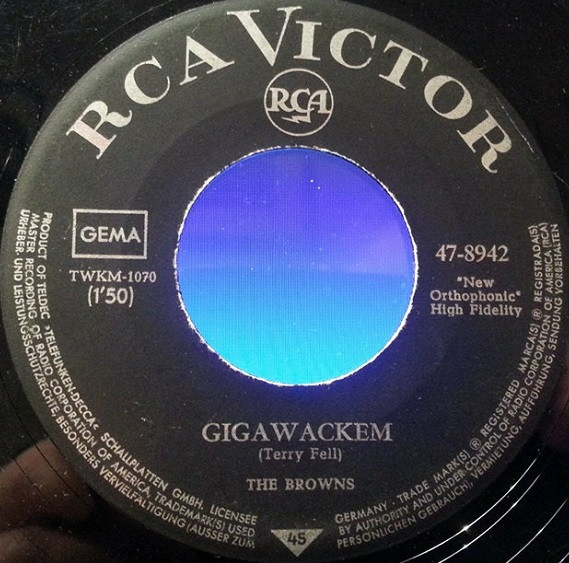 RCA VICTOR
RCA
GEMA
TWKM-1070
(1'50)
47-8942
"New
Orthophonic"
High Fidelity
GIGAWACKEM
(Terry Fell)
THE BROWNS
45
PRODUCT OF TELDEC »TELEFUNKEN-DECCA« SCHALLPLATTEN GMBH. LICENSEE
MASTER RECORDING OF RADIO CORPORATION OF AMERICA, TRADEMARK(S) USED
URHEBER UND LEISTUNGSSCHUTZRECHTE, BESONDERS VERVIELFÄLTIGUNG (AUSSER ZUM
GERMANY · TRADE MARK(S) ® REGISTERED MARCA(S) ® REGISTRADA(S)
BY AUTHORITY AND UNDER CONTROL OF RADIO CORPORATION OF AMERICA (RCA)
PERSÖNLICHEN GEBRAUCH), VERMIETUNG, AUFFÜHRUNG, SENDUNG VORBEHALTEN